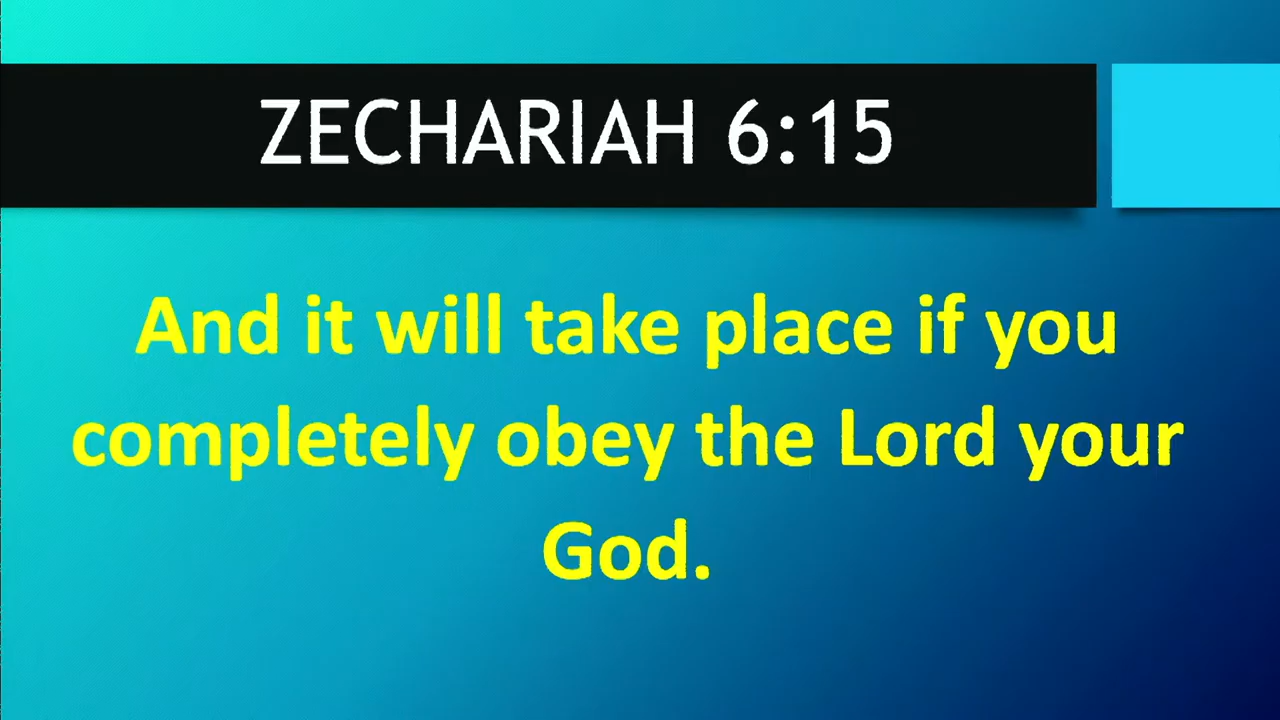 ZECHARIAH 6:15
And it will take place if you
completely obey the Lord your
God.